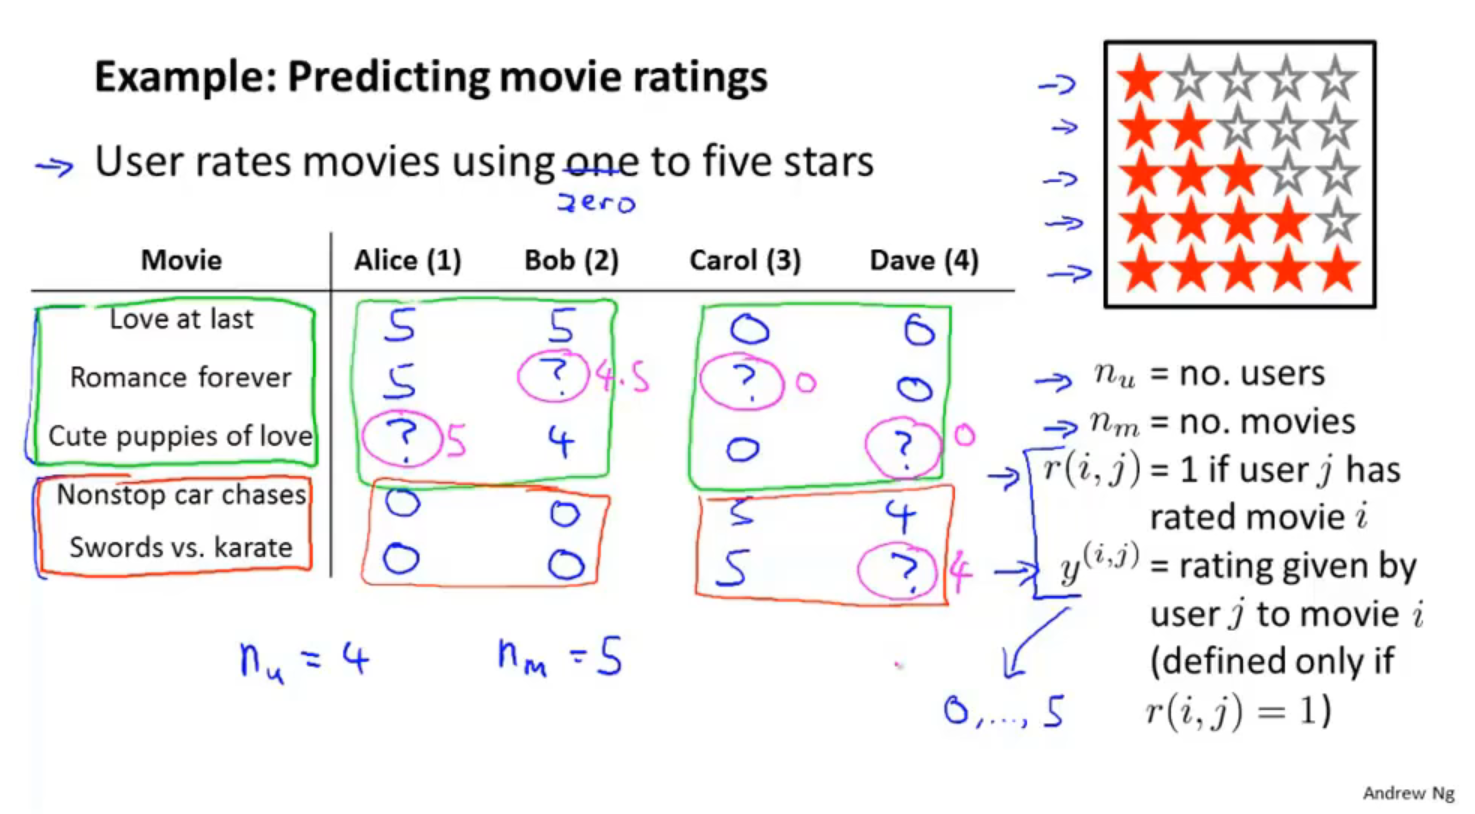 Example: Predicting movie ratings
→ User rates movies using one to five stars
zero
Movie Alice (1) Bob (2) Carol (3) Dave (4)
Love at last 5 5 0 0
Romance forever 5 ? 4.5 ? 0 0
Cute puppies of love ? 5 4 0 ? 0
Nonstop car chases 0 0 5 4
Swords vs. karate 0 0 5 ? 4
n_u = 4 n_m = 5
→ n_u = no. users
→ n_m = no. movies
→ r(i, j) = 1 if user j has
rated movie i
→ y^(i,j) = rating given by
user j to movie i
(defined only if
r(i, j) = 1)
0,..., 5
Andrew Ng